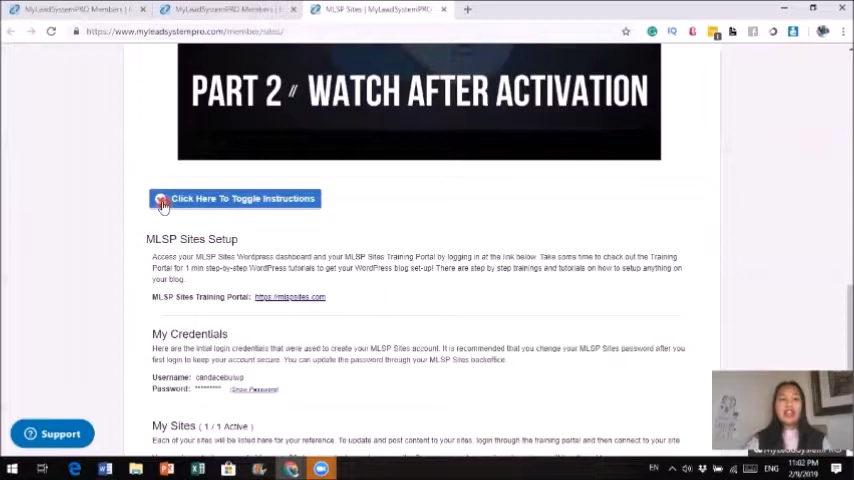 MyLeadSystemPRO Members | F
MyLeadSystemPRO Members | F
MLSP Sites | MyLeadSystemPRO
https://www.myleadsystempro.com/member/sites/
PART 2 // WATCH AFTER ACTIVATION
Click Here To Toggle Instructions
MLSP Sites Setup
Access your MLSP Sites Wordpress dashboard and your MLSP Sites Training Portal by logging in at the link below. Take some time to check out the Training
Portal for 1 min step-by-step WordPress tutorials to get your WordPress blog set-up! There are step by step trainings and tutorials on how to setup anything on
your blog.
MLSP Sites Training Portal: https://mlspsites.com
My Credentials
Here are the intial login credentials that were used to create your MLSP Sites account. It is recommended that you change your MLSP Sites password after you
first login to keep your account secure. You can update the password through your MLSP Sites backoffice.
Username: candacebuiwp
Password: ******** (Show Password)
My Sites ( 1 / 1 Active )
Each of your sites will be listed here for your reference. To update and post content to your sites, login through the training portal and then connect to your site
Support
MyLeadSystemPRO
EN
ENG
11:02 PM
2/9/2019